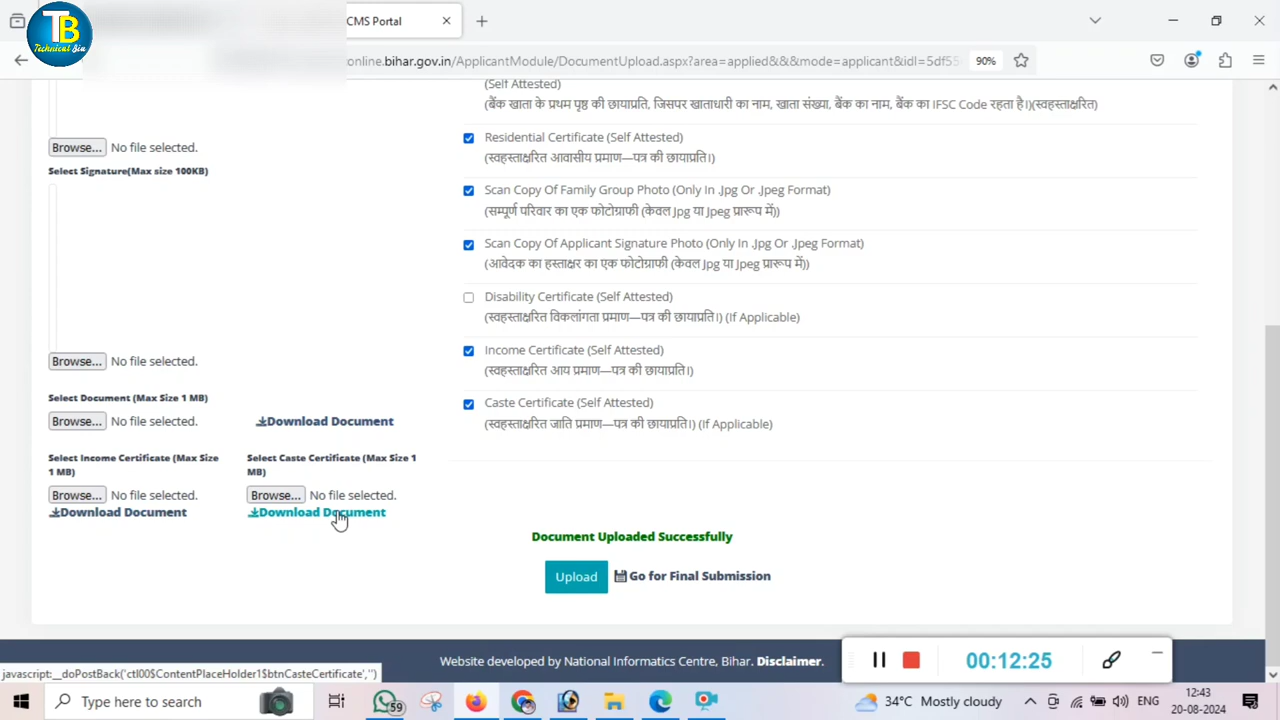 TB
Technical Bia
CMS Portal
online.bihar.gov.in/ApplicantModule/DocumentUpload.aspx?area=applied&&&mode=applicant&idl=5df55
90%
(Self Attested)
(बैंक खाता के प्रथम पृष्ठ की छायाप्रति, जिसपर खाताधारी का नाम, खाता संख्या, बैंक का नाम, बैंक का IFSC Code रहता है।)(स्वहस्ताक्षरित)
Browse... No file selected.
Select Signature(Max size 100KB)
Residential Certificate (Self Attested)
(स्वहस्ताक्षरित आवासीय प्रमाण—पत्र की छायाप्रति।)
Scan Copy Of Family Group Photo (Only In .Jpg Or .Jpeg Format)
(सम्पूर्ण परिवार का एक फोटोग्राफी (केवल Jpg या Jpeg प्रारूप में))
Scan Copy Of Applicant Signature Photo (Only In .Jpg Or .Jpeg Format)
(आवेदक का हस्ताक्षर का एक फोटोग्राफी (केवल Jpg या Jpeg प्रारूप में))
Disability Certificate (Self Attested)
(स्वहस्ताक्षरित विकलांगता प्रमाण—पत्र की छायाप्रति।) (If Applicable)
Income Certificate (Self Attested)
(स्वहस्ताक्षरित आय प्रमाण—पत्र की छायाप्रति।)
Caste Certificate (Self Attested)
(स्वहस्ताक्षरित जाति प्रमाण—पत्र की छायाप्रति।) (If Applicable)
Browse... No file selected.
Select Document (Max Size 1 MB)
Browse... No file selected. Download Document
Select Income Certificate (Max Size
1 MB)
Browse... No file selected.
Download Document
Select Caste Certificate (Max Size 1
MB)
Browse... No file selected.
Download Document
Document Uploaded Successfully
Upload Go for Final Submission
Website developed by National Informatics Centre, Bihar. Disclaimer.
00:12:25
javascript:__doPostBack('ctl00$ContentPlaceHolder1$btnCasteCertificate','')
Type here to search
59
34°C Mostly cloudy
ENG
12:43
20-08-2024